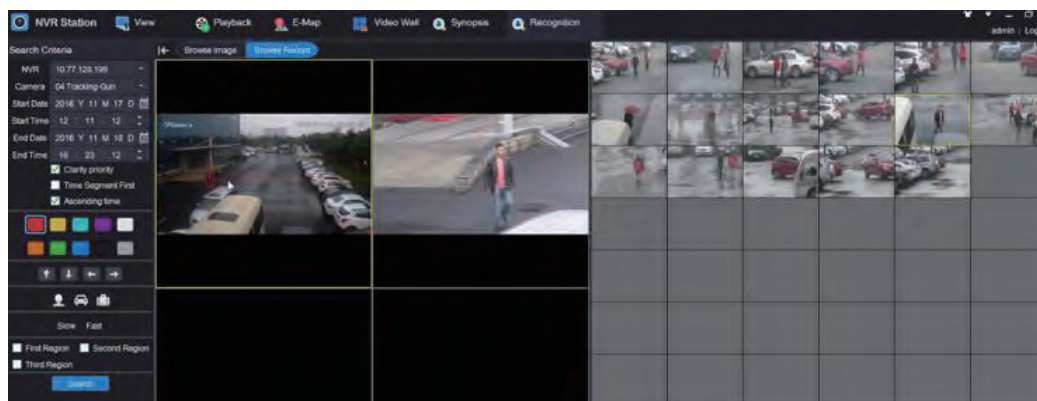 NVR Station View Playback E-Map Video Wall Synopsis Recognition
admin | Log
Search Criteria Browse Image Browse Record
NVR 10.77.128.199
Camera 04 Tracking-Gun
Start Date 2016 Y 11 M 17 D
Start Time 12 : 11 : 12
End Date 2016 Y 11 M 18 D
End Time 16 : 23 : 12
Clarity priority
Time Segment First
Ascending time
Slow Fast
First Region Second Region
Third Region
Search